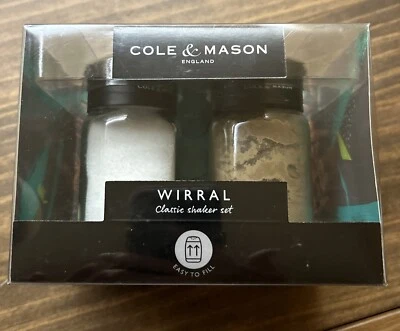 COLE & MASON
ENGLAND
WIRRAL
Classic shaker set
EASY TO FILL